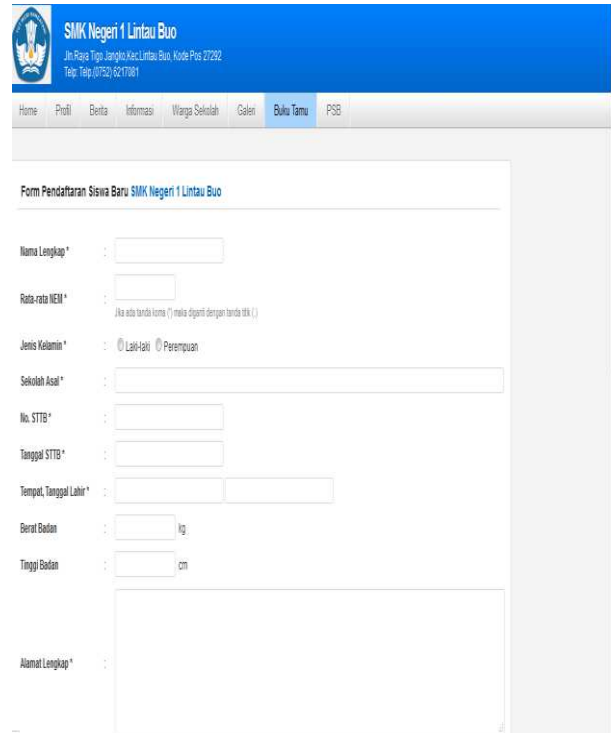 SMK Negeri 1 Lintau Buo
Jln.Raya Tigo Jangko,Kec.Lintau Buo, Kode Pos 27292
Telp: Telp.(0752) 6217081
Home Profil Berita Informasi Warga Sekolah Galeri Buku Tamu PSB
Form Pendaftaran Siswa Baru SMK Negeri 1 Lintau Buo
Nama Lengkap * :
Rata-rata NEM * :
Jika ada tanda koma (') maka diganti dengan tanda titik (.)
Jenis Kelamin * : Laki-laki Perempuan
Sekolah Asal * :
No. STTB * :
Tanggal STTB * :
Tempat, Tanggal Lahir * :
Berat Badan : kg
Tinggi Badan : cm
Alamat Lengkap * :